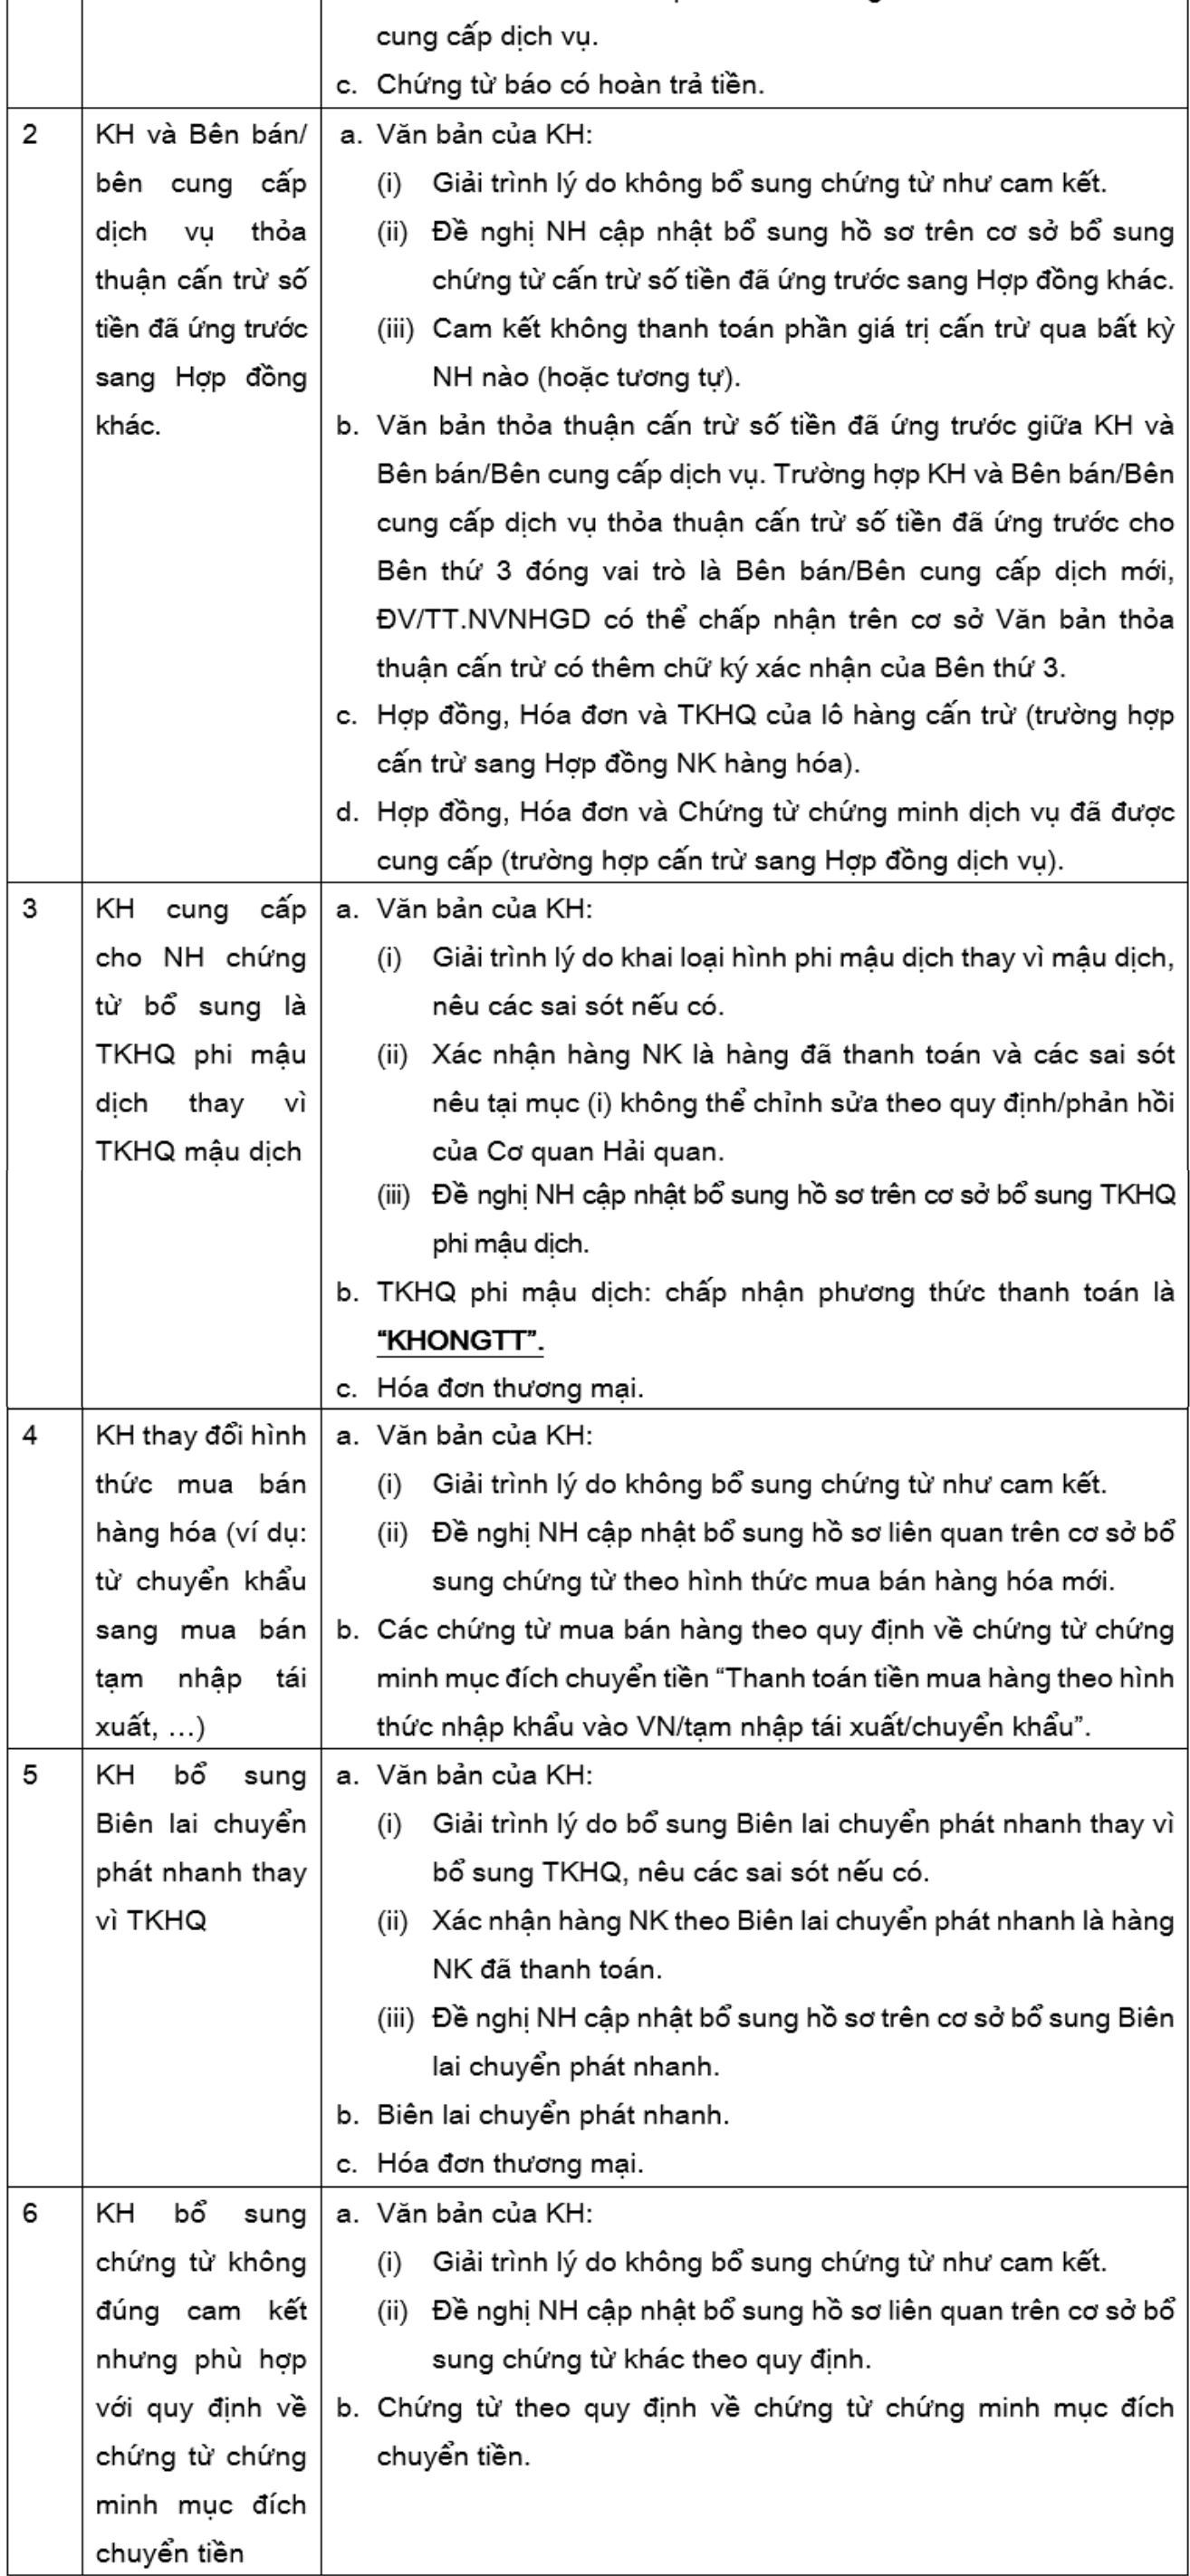 cung cấp dịch vụ.
c. Chứng từ báo có hoàn trả tiền.
2
KH và Bên bán/
bên cung cấp
dịch vụ thỏa
thuận cấn trừ số
tiền đã ứng trước
sang Hợp đồng
khác.
a. Văn bản của KH:
(i) Giải trình lý do không bổ sung chứng từ như cam kết.
(ii) Đề nghị NH cập nhật bổ sung hồ sơ trên cơ sở bổ sung
chứng từ cấn trừ số tiền đã ứng trước sang Hợp đồng khác.
(iii) Cam kết không thanh toán phần giá trị cấn trừ qua bất kỳ
NH nào (hoặc tương tự).
b. Văn bản thỏa thuận cấn trừ số tiền đã ứng trước giữa KH và
Bên bán/Bên cung cấp dịch vụ. Trường hợp KH và Bên bán/Bên
cung cấp dịch vụ thỏa thuận cấn trừ số tiền đã ứng trước cho
Bên thứ 3 đóng vai trò là Bên bán/Bên cung cấp dịch mới,
ĐV/TT.NVNHGD có thể chấp nhận trên cơ sở Văn bản thỏa
thuận cấn trừ có thêm chữ ký xác nhận của Bên thứ 3.
c. Hợp đồng, Hóa đơn và TKHQ của lô hàng cấn trừ (trường hợp
cấn trừ sang Hợp đồng NK hàng hóa).
d. Hợp đồng, Hóa đơn và Chứng từ chứng minh dịch vụ đã được
cung cấp (trường hợp cấn trừ sang Hợp đồng dịch vụ).
3
KH cung cấp
cho NH chứng
từ bổ sung là
TKHQ phi mậu
dịch thay vì
TKHQ mậu dịch
a. Văn bản của KH:
(i) Giải trình lý do khai loại hình phi mậu dịch thay vì mậu dịch,
nêu các sai sót nếu có.
(ii) Xác nhận hàng NK là hàng đã thanh toán và các sai sót
nêu tại mục (i) không thể chỉnh sửa theo quy định/phản hồi
của Cơ quan Hải quan.
(iii) Đề nghị NH cập nhật bổ sung hồ sơ trên cơ sở bổ sung TKHQ
phi mậu dịch.
b. TKHQ phi mậu dịch: chấp nhận phương thức thanh toán là
“KHONGTT”.
c. Hóa đơn thương mại.
4
KH thay đổi hình
thức mua bán
hàng hóa (ví dụ:
từ chuyển khẩu
sang mua bán
tạm nhập tái
xuất, …)
a. Văn bản của KH:
(i) Giải trình lý do không bổ sung chứng từ như cam kết.
(ii) Đề nghị NH cập nhật bổ sung hồ sơ liên quan trên cơ sở bổ
sung chứng từ theo hình thức mua bán hàng hóa mới.
b. Các chứng từ mua bán hàng theo quy định về chứng từ chứng
minh mục đích chuyển tiền “Thanh toán tiền mua hàng theo hình
thức nhập khẩu vào VN/tạm nhập tái xuất/chuyển khẩu”.
5
KH bổ sung
Biên lai chuyển
phát nhanh thay
vì TKHQ
a. Văn bản của KH:
(i) Giải trình lý do bổ sung Biên lai chuyển phát nhanh thay vì
bổ sung TKHQ, nêu các sai sót nếu có.
(ii) Xác nhận hàng NK theo Biên lai chuyển phát nhanh là hàng
NK đã thanh toán.
(iii) Đề nghị NH cập nhật bổ sung hồ sơ trên cơ sở bổ sung Biên
lai chuyển phát nhanh.
b. Biên lai chuyển phát nhanh.
c. Hóa đơn thương mại.
6
KH bổ sung
chứng từ không
đúng cam kết
nhưng phù hợp
với quy định về
chứng từ chứng
minh mục đích
chuyển tiền
a. Văn bản của KH:
(i) Giải trình lý do không bổ sung chứng từ như cam kết.
(ii) Đề nghị NH cập nhật bổ sung hồ sơ liên quan trên cơ sở bổ
sung chứng từ khác theo quy định.
b. Chứng từ theo quy định về chứng từ chứng minh mục đích
chuyển tiền.